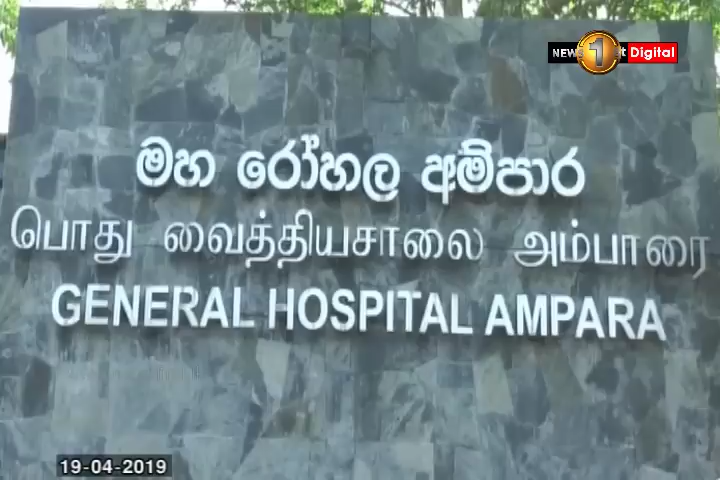 NEWS 1st Digital
මහ රෝහල අම්පාර
பொது வைத்தியசாலை அம்பாரை
GENERAL HOSPITAL AMPARA
19-04-2019